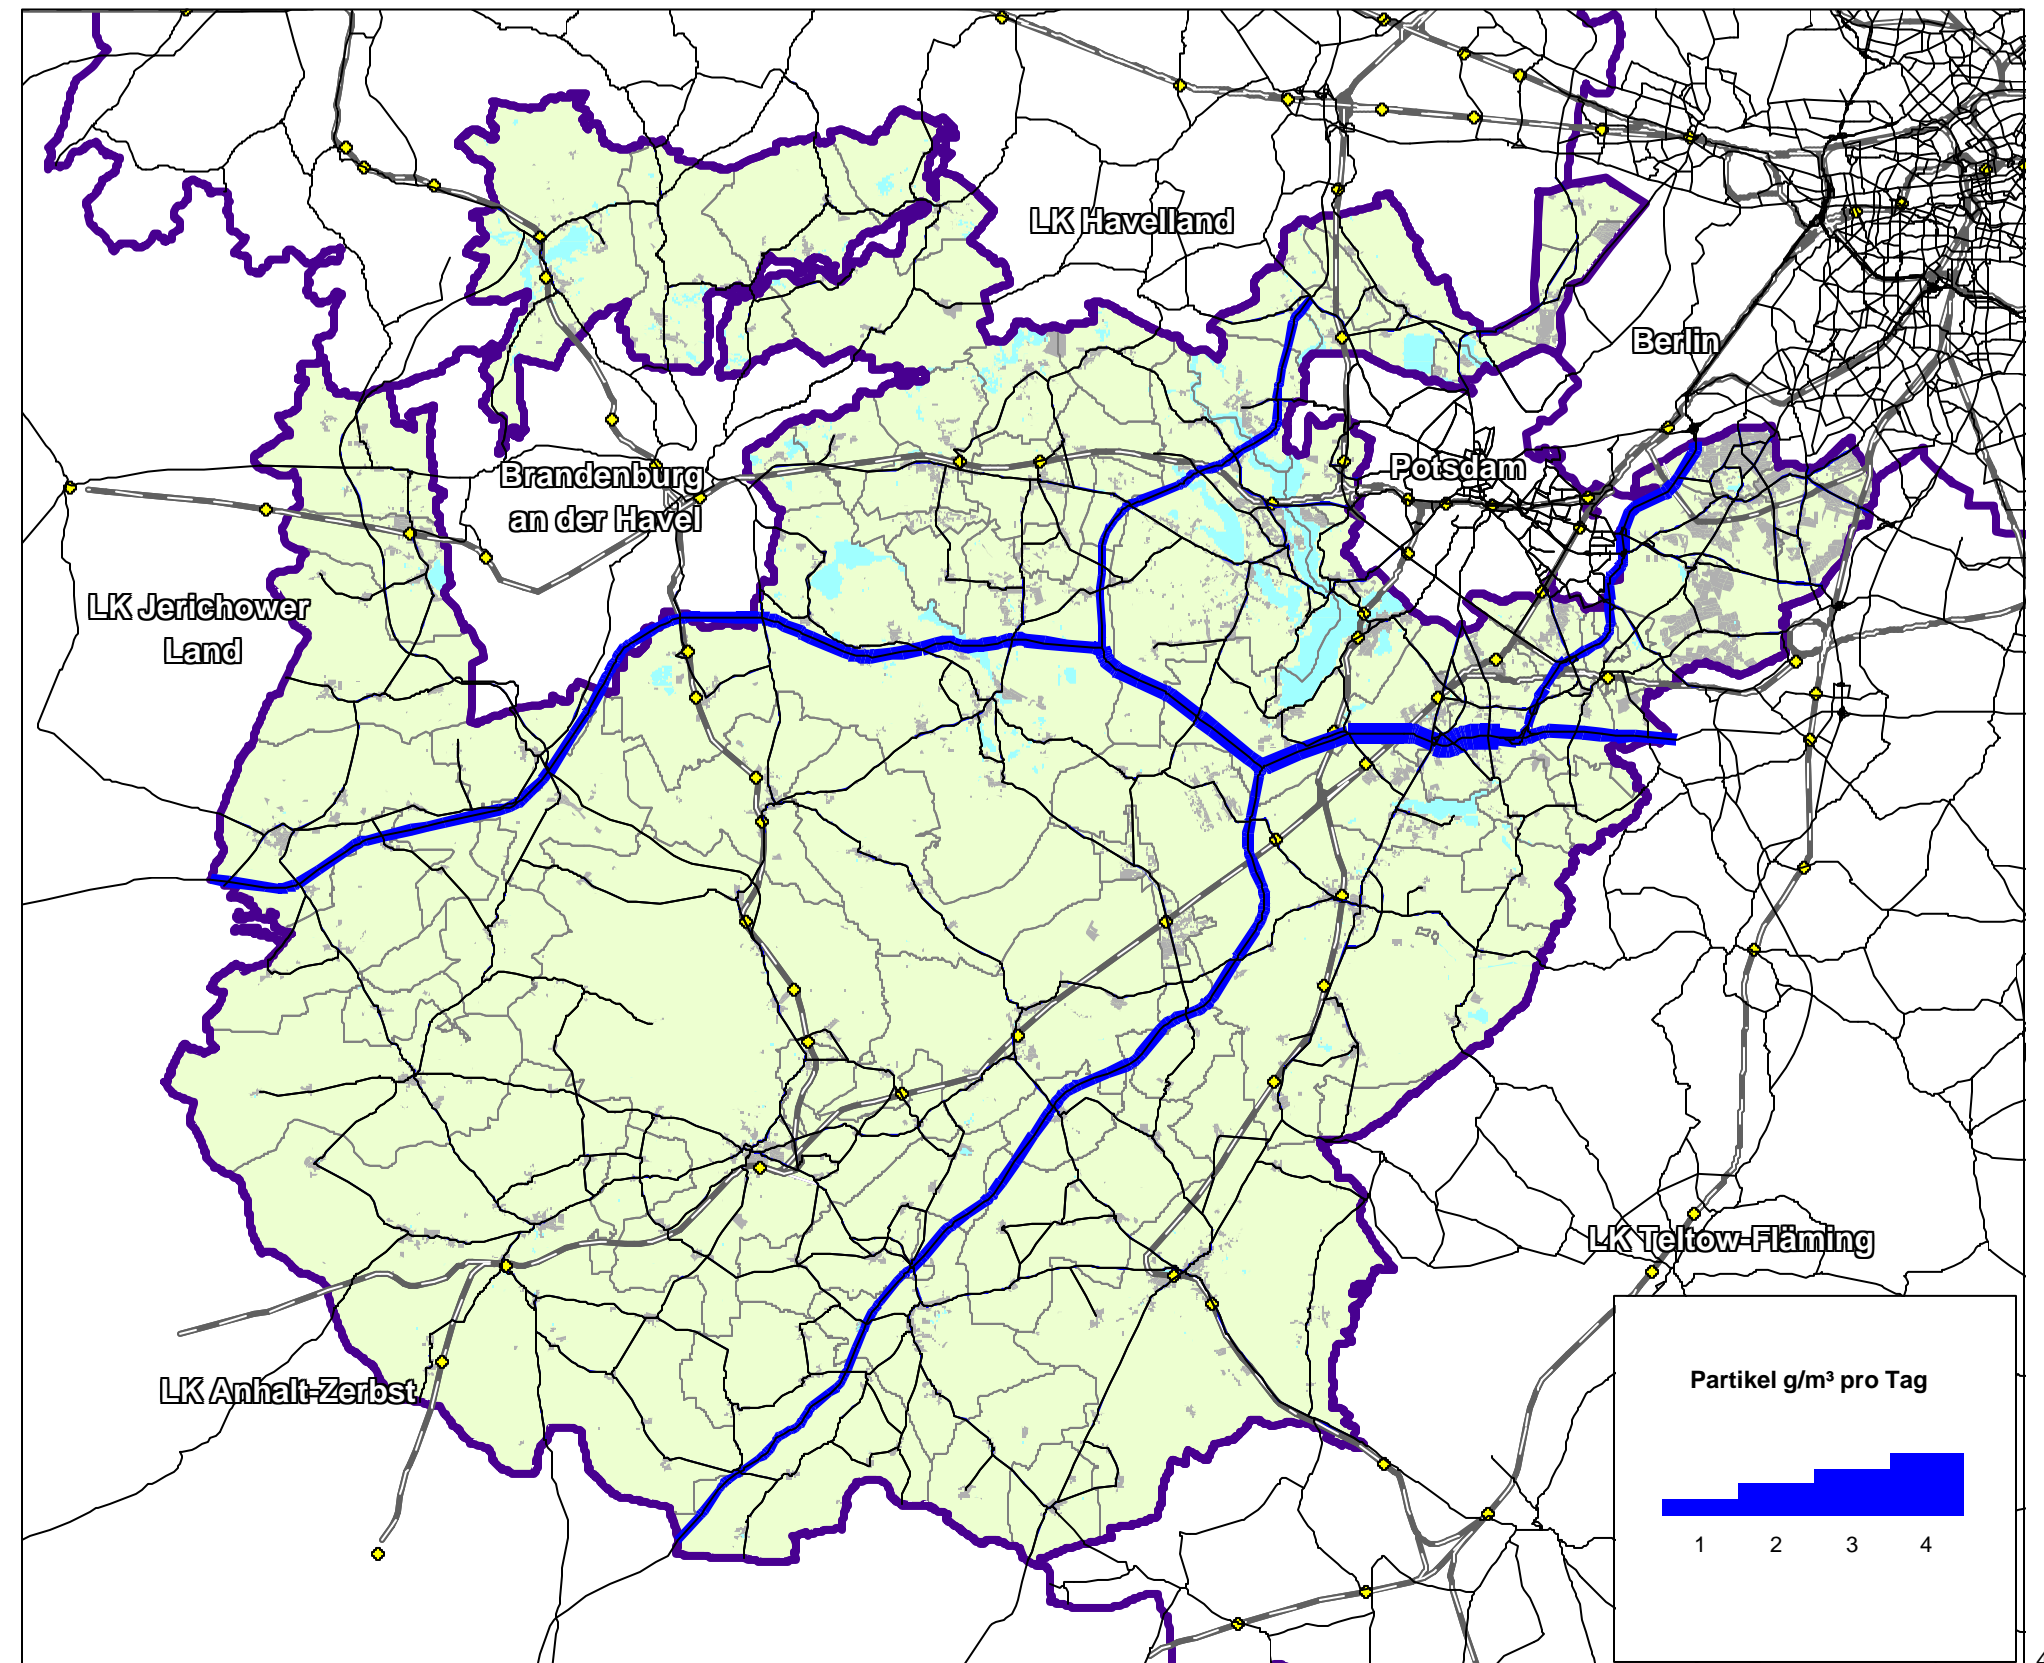 LK Havelland
Berlin
Potsdam
Brandenburg
an der Havel
LK Jerichower
Land
LK Teltow-Fläming
LK Anhalt-Zerbst
Partikel g/m³ pro Tag
1 2 3 4